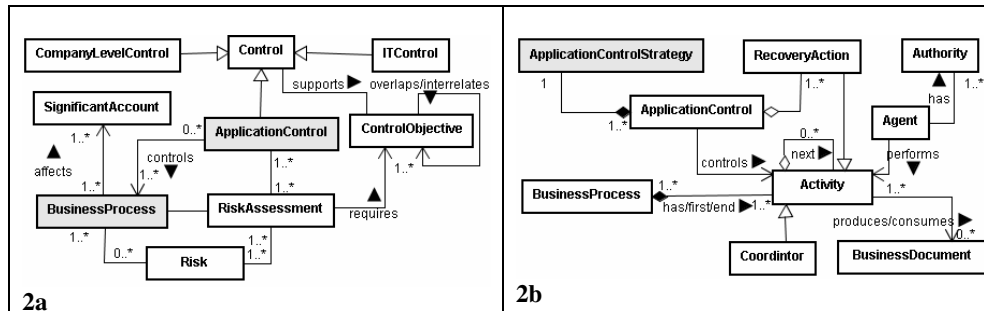 CompanyLevelControl
Control
ITControl
supports ▶
overlaps/interrelates
▼
SignificantAccount
1..*
0..*
ApplicationControl
ControlObjective
1..*
▲
affects
controls
▼
1..*
1..*
1..*
1..*
1..*
▲
requires
BusinessProcess
RiskAssessment
1..*
0..*
1..*
1..*
Risk
2a
ApplicationControlStrategy
RecoveryAction
Authority
1
1..*
▲
has
1..*
ApplicationControl
1..*
Agent
0..*
controls ▶
next ▶
performs
▼
BusinessProcess
1..*
Activity
1..*
has/first/end ▶
1..*
produces/consumes ▶
0..*
Coordintor
BusinessDocument
2b